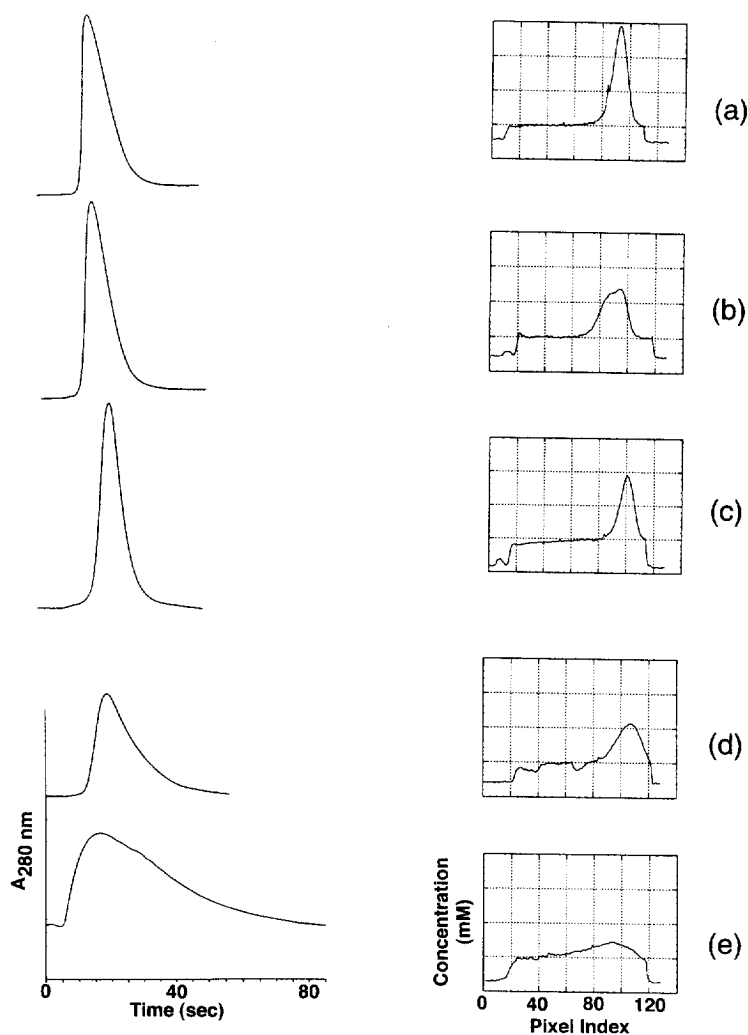 (a)
(b)
(c)
(d)
(e)
A280 nm
0 40 80
Time (sec)
Concentration
(mM)
0 40 80 120
Pixel Index